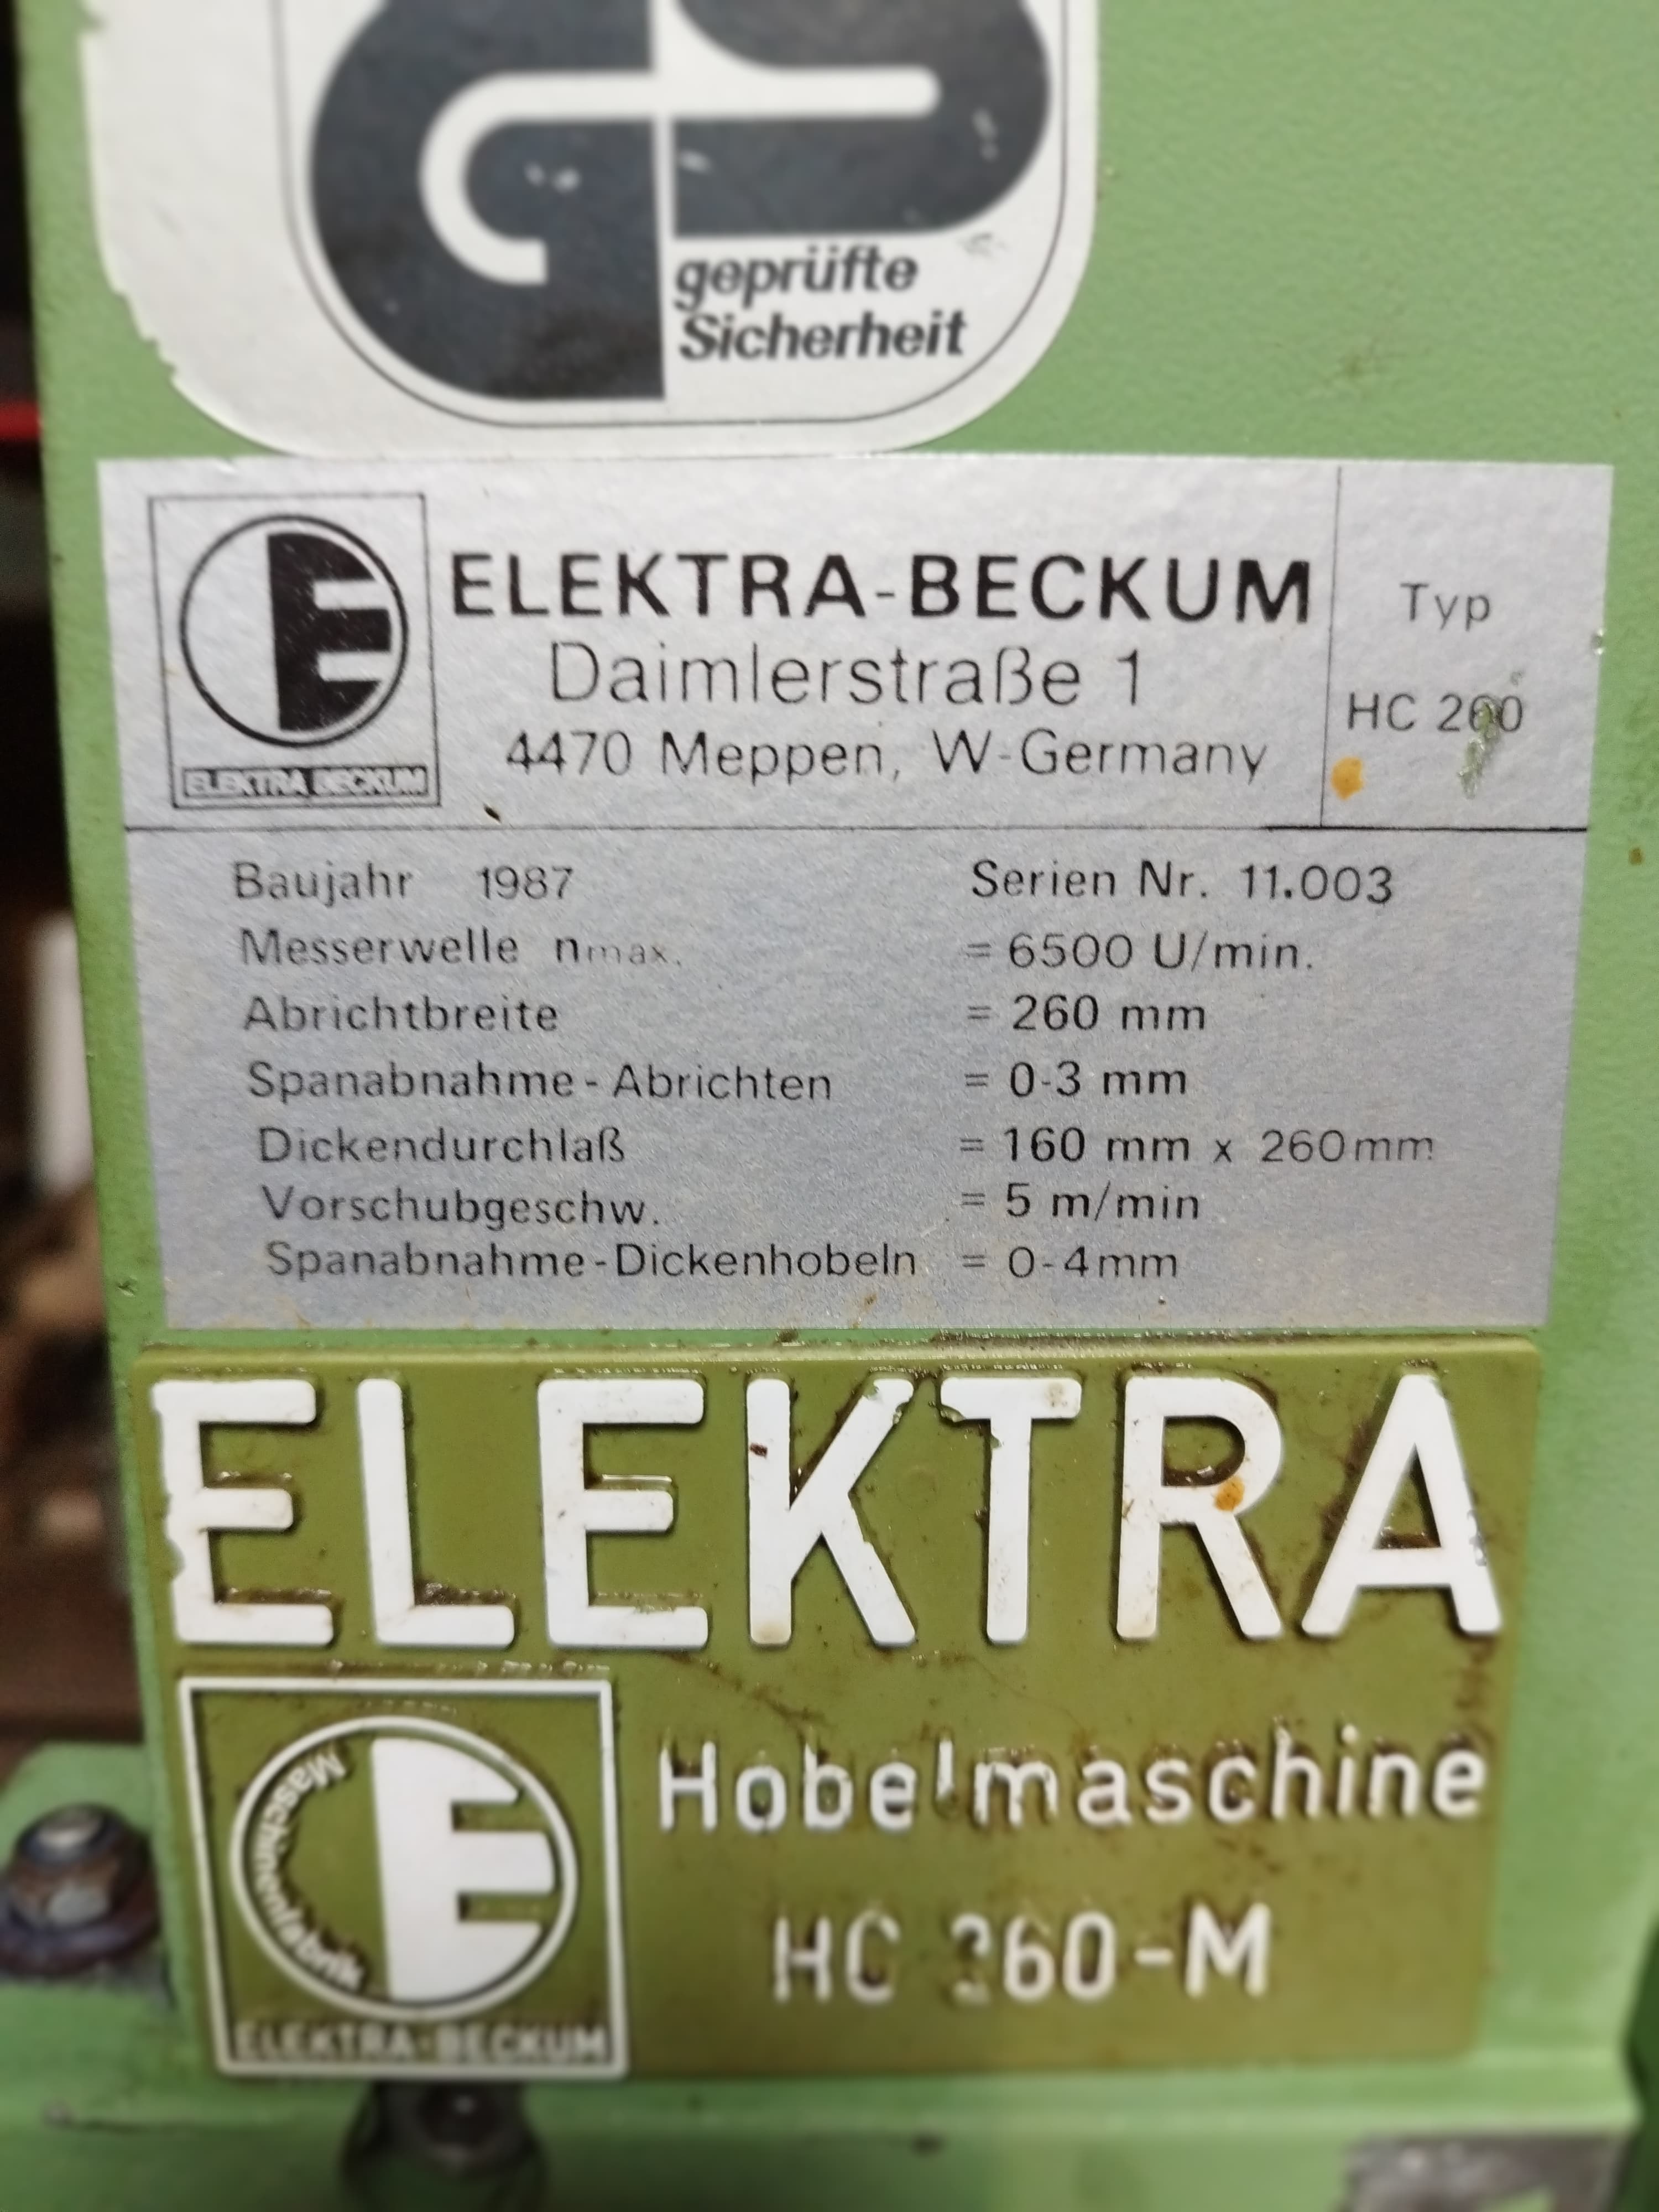 geprüfte
Sicherheit
ELEKTRA BECKUM
ELEKTRA-BECKUM
Daimlerstraße 1
4470 Meppen, W-Germany
Typ
HC 260
Baujahr 1987 Serien Nr. 11.003
Messerwelle nmax. = 6500 U/min.
Abrichtbreite = 260 mm
Spanabnahme-Abrichten = 0-3 mm
Dickendurchlaß = 160 mm x 260mm
Vorschubgeschw. = 5 m/min
Spanabnahme-Dickenhobeln = 0-4mm
ELEKTRA
Maschinenfabrik
ELEKTRA-BECKUM
Hobelmaschine
HC 260-M